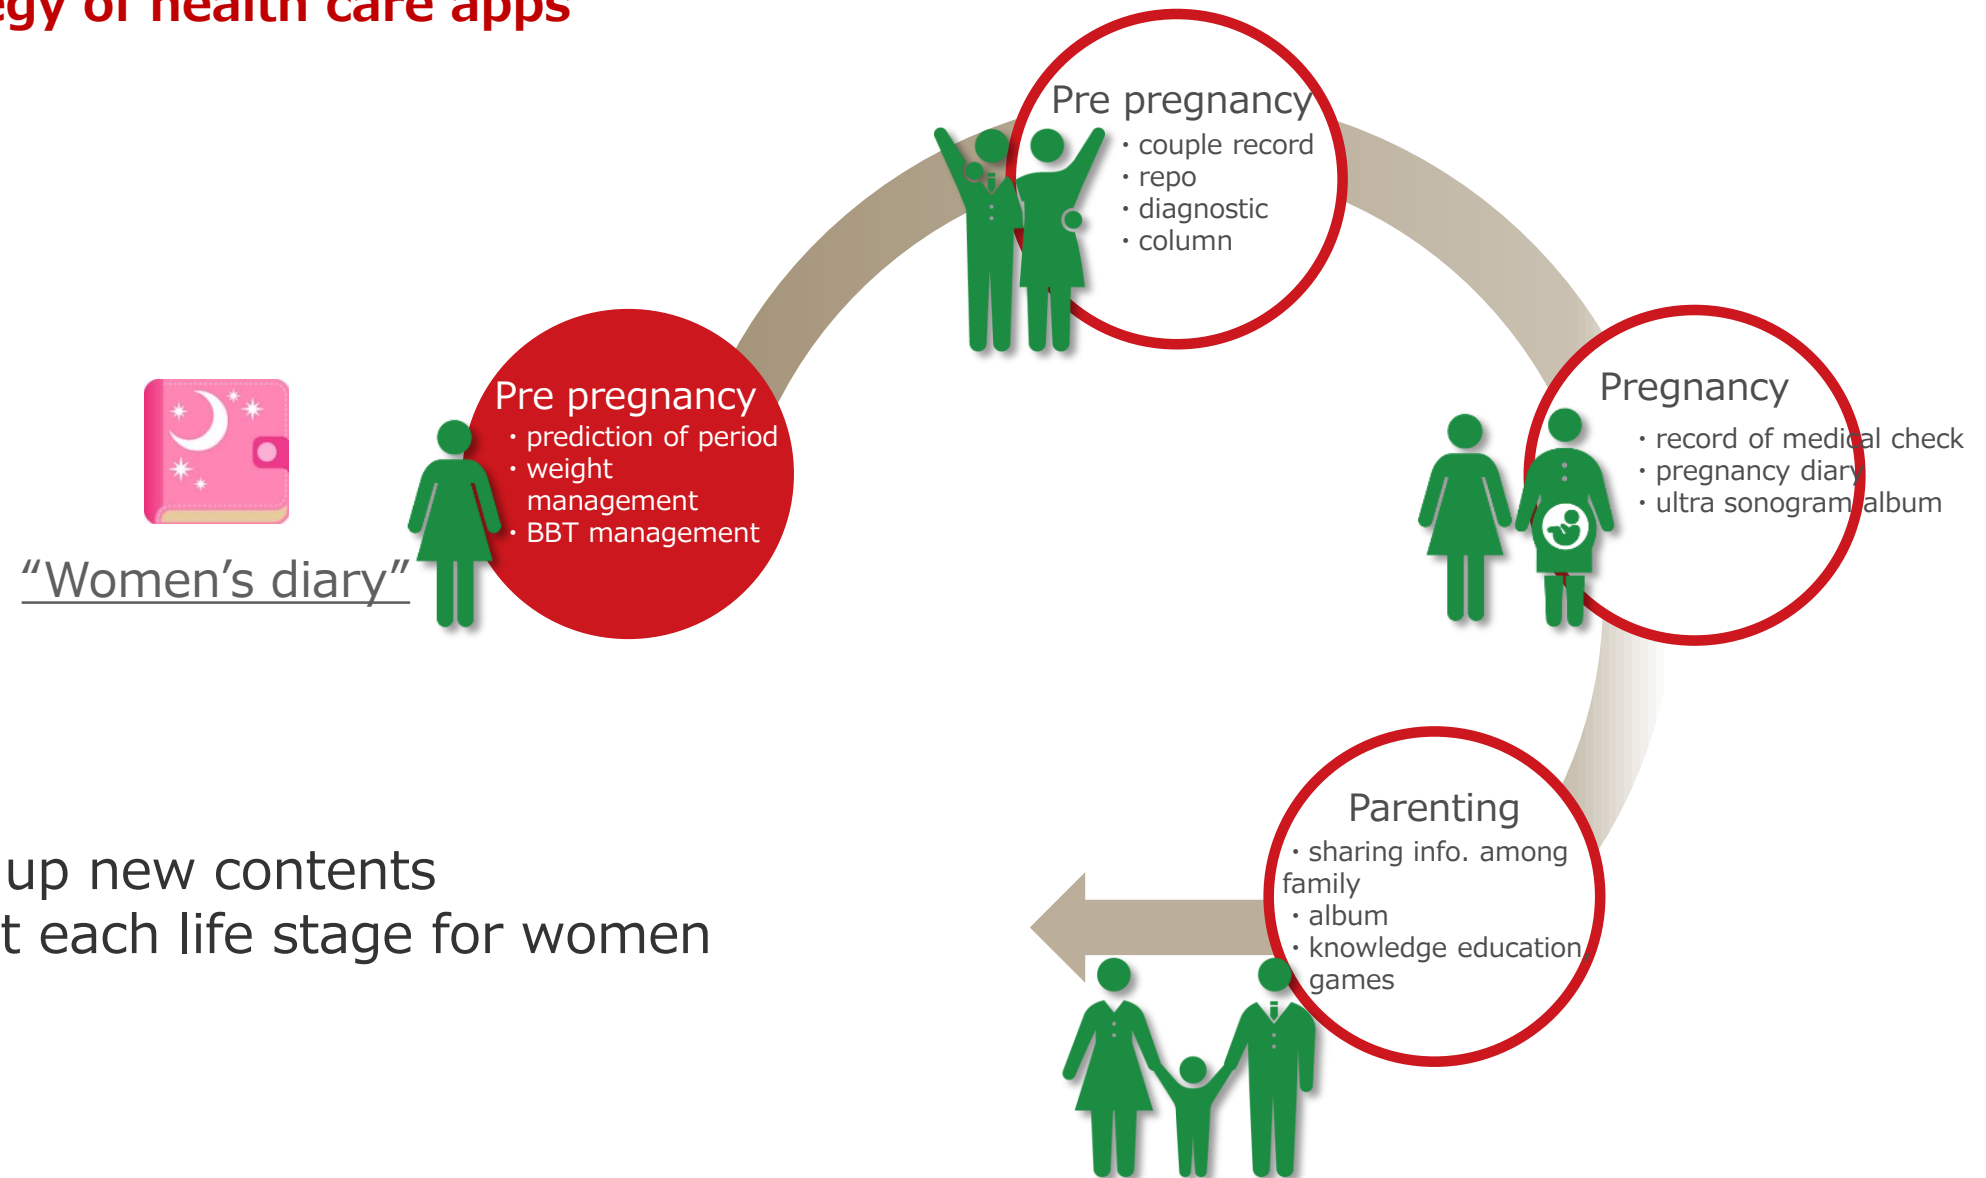 egy of health care apps
Pre pregnancy
・couple record
・repo
・diagnostic
・column
Pre pregnancy
・prediction of period
・weight
management
・BBT management
“Women’s diary”
Pregnancy
・record of medical check
・pregnancy diary
・ultra sonogram album
Parenting
・sharing info. among
family
・album
・knowledge education,
games
up new contents
t each life stage for women